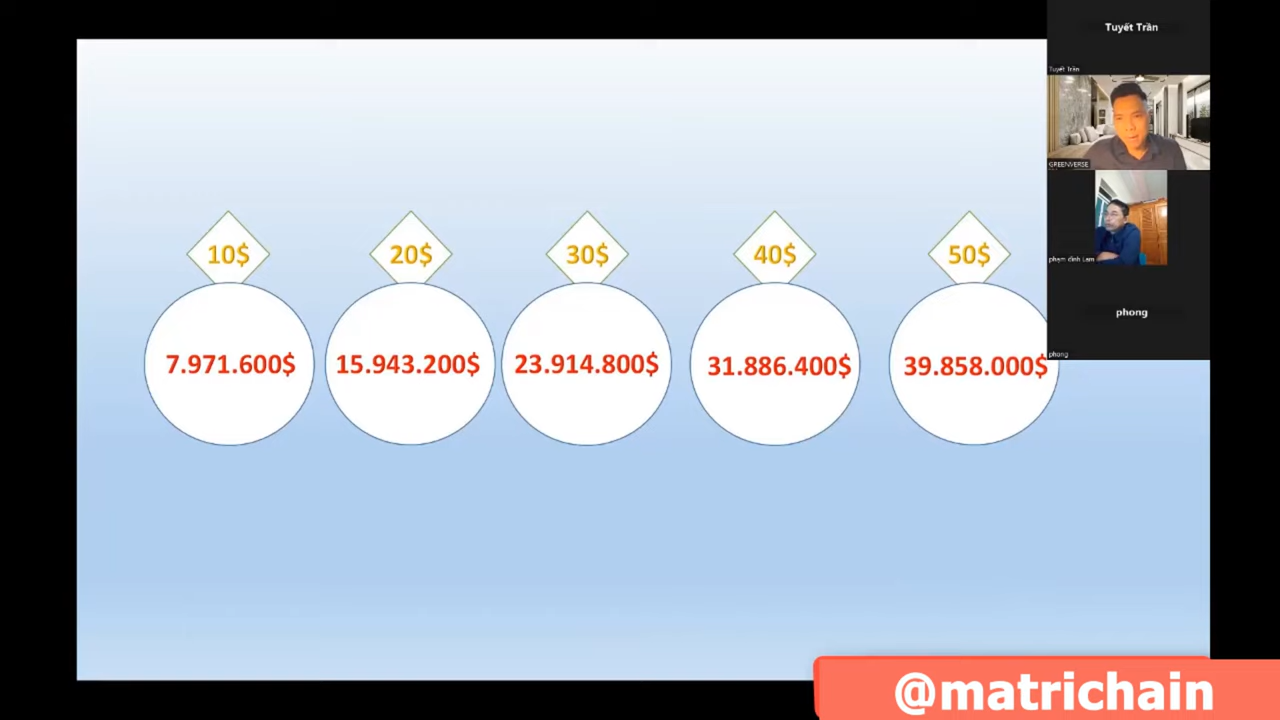 10$
20$
30$
40$
50$
7.971.600$
15.943.200$
23.914.800$
31.886.400$
39.858.000$
Tuyết Trần
Tuyết Trần
GREENVERSE
phạm đình Lam
phong
phong
@matrichain